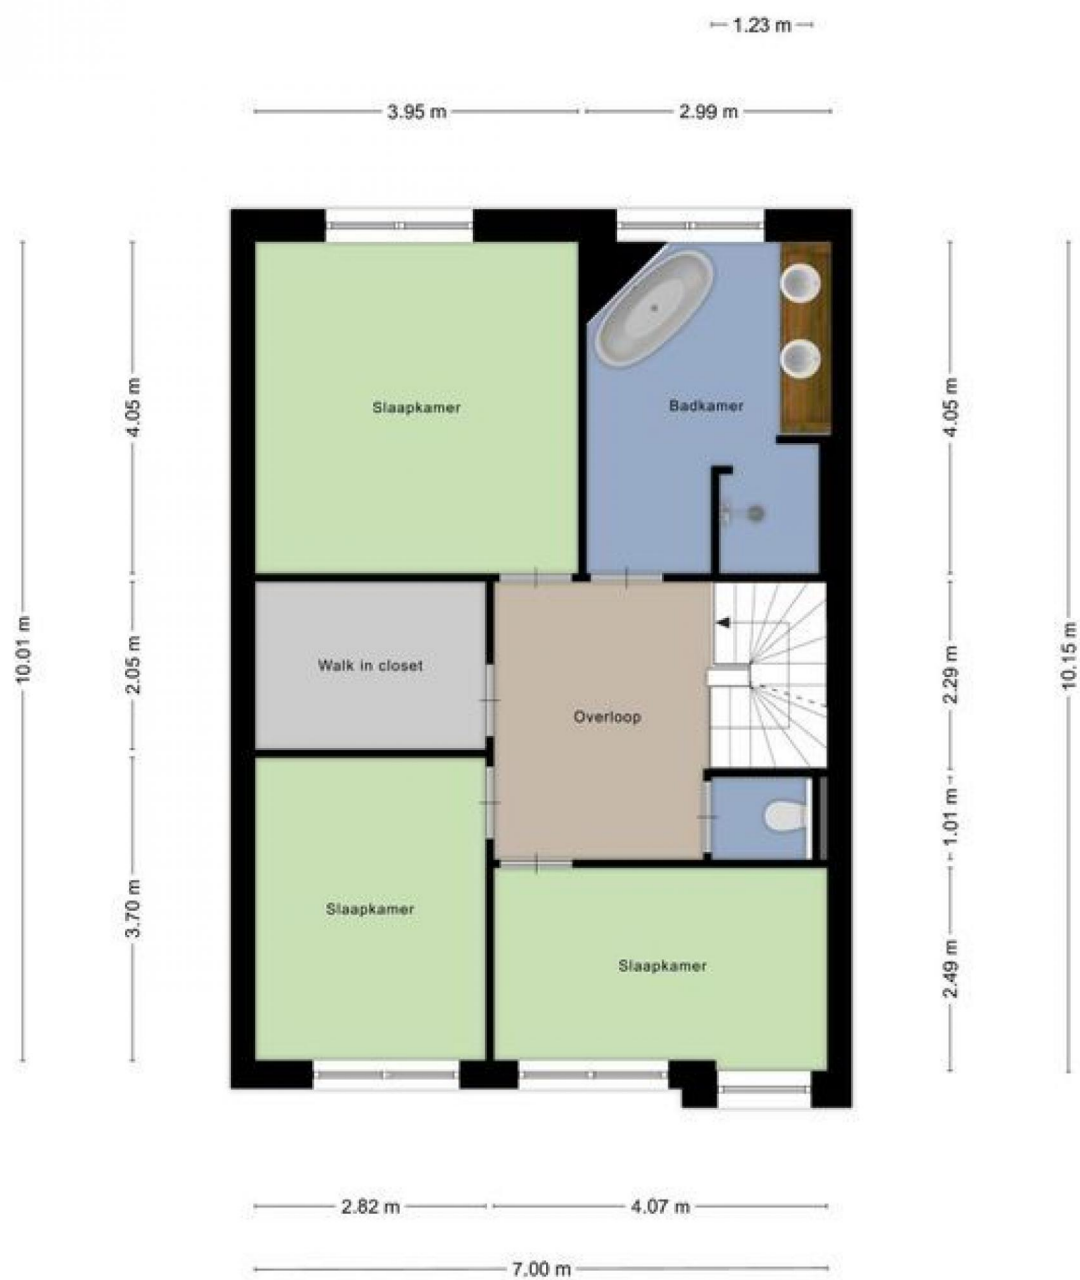 1.23 m
3.95 m
2.99 m
Slaapkamer
Badkamer
4.05 m
4.05 m
10.01 m
2.05 m
Walk in closet
Overloop
2.29 m
10.15 m
1.01 m
3.70 m
Slaapkamer
Slaapkamer
2.49 m
2.82 m
4.07 m
7.00 m